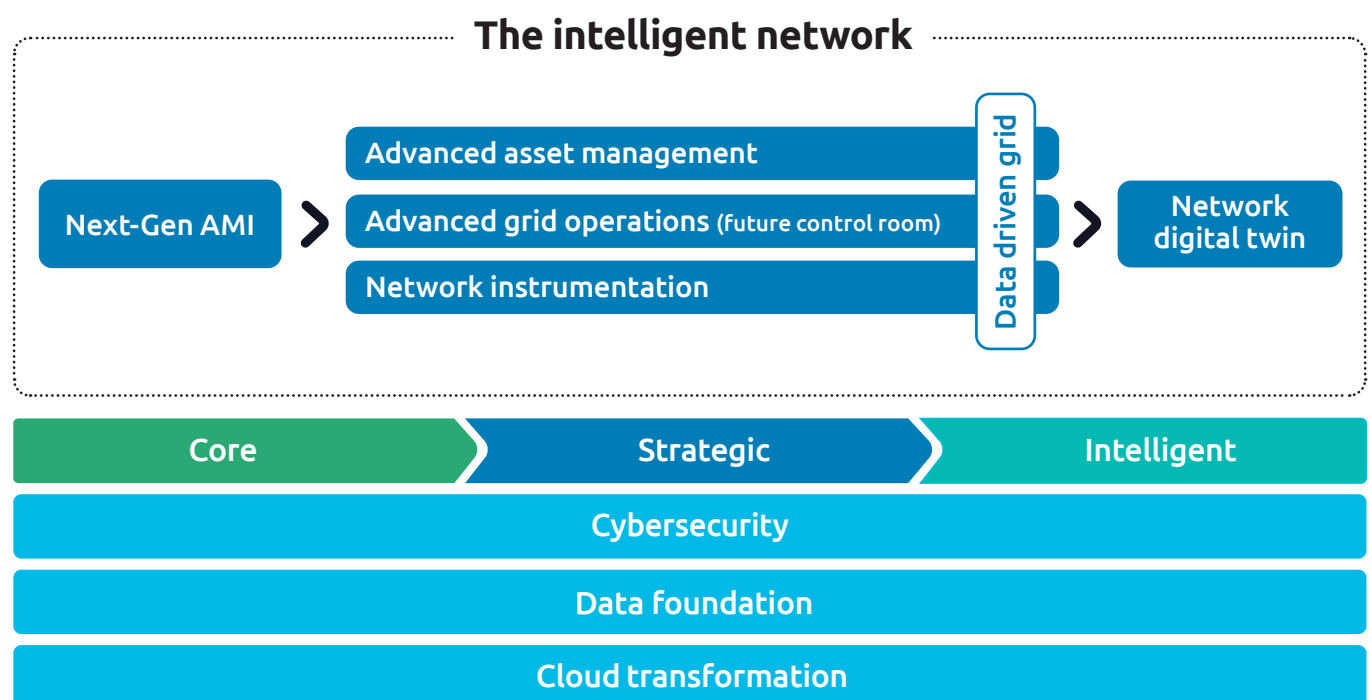 The intelligent network
Next-Gen AMI
Advanced asset management
Advanced grid operations (future control room)
Network instrumentation
Data driven grid
Network
digital twin
Core
Strategic
Intelligent
Cybersecurity
Data foundation
Cloud transformation